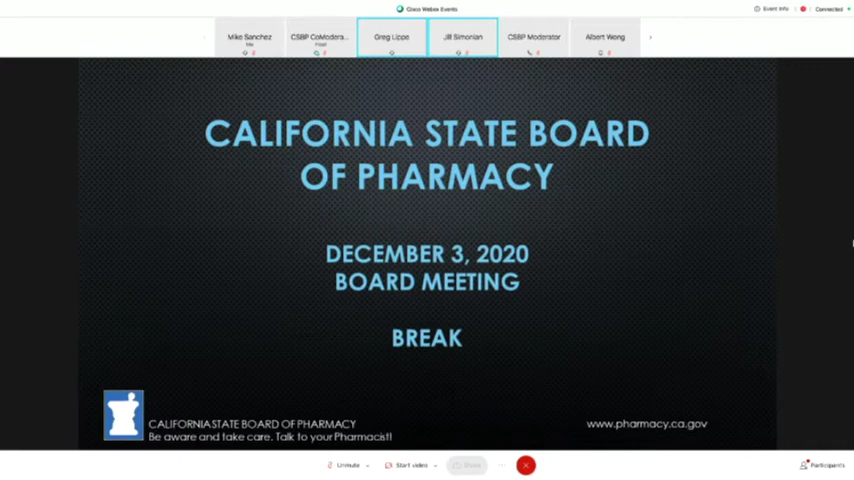 Cisco Webex Events
Event Info
Connected
Mike Sanchez
Me
CSBP CoModera...
Host
Greg Lippe
Jill Simonian
CSBP Moderator
Albert Wong
CALIFORNIA STATE BOARD
OF PHARMACY
DECEMBER 3, 2020
BOARD MEETING
BREAK
CALIFORNIA STATE BOARD OF PHARMACY
Be aware and take care. Talk to your Pharmacist!
www.pharmacy.ca.gov
Unmute
Start video
Share
Participants